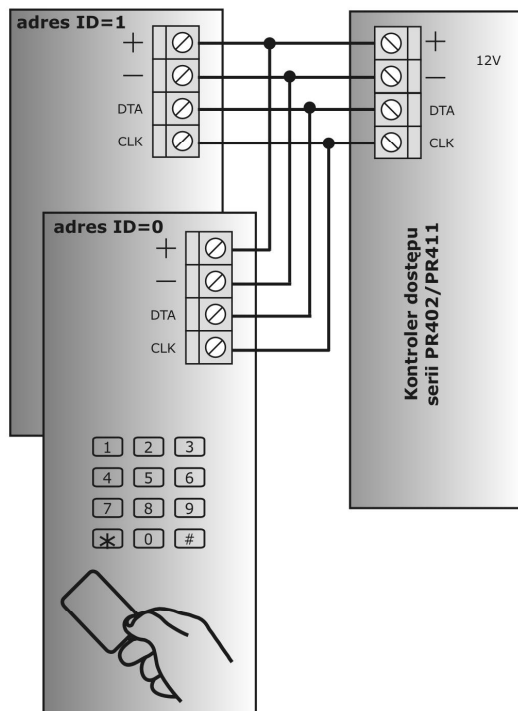 adres ID=1
+
—
DTA
CLK
+
—
DTA
CLK
12V
Kontroler dostępu
serii PR402/PR411
adres ID=0
+
—
DTA
CLK
1 2 3
4 5 6
7 8 9
* 0 #